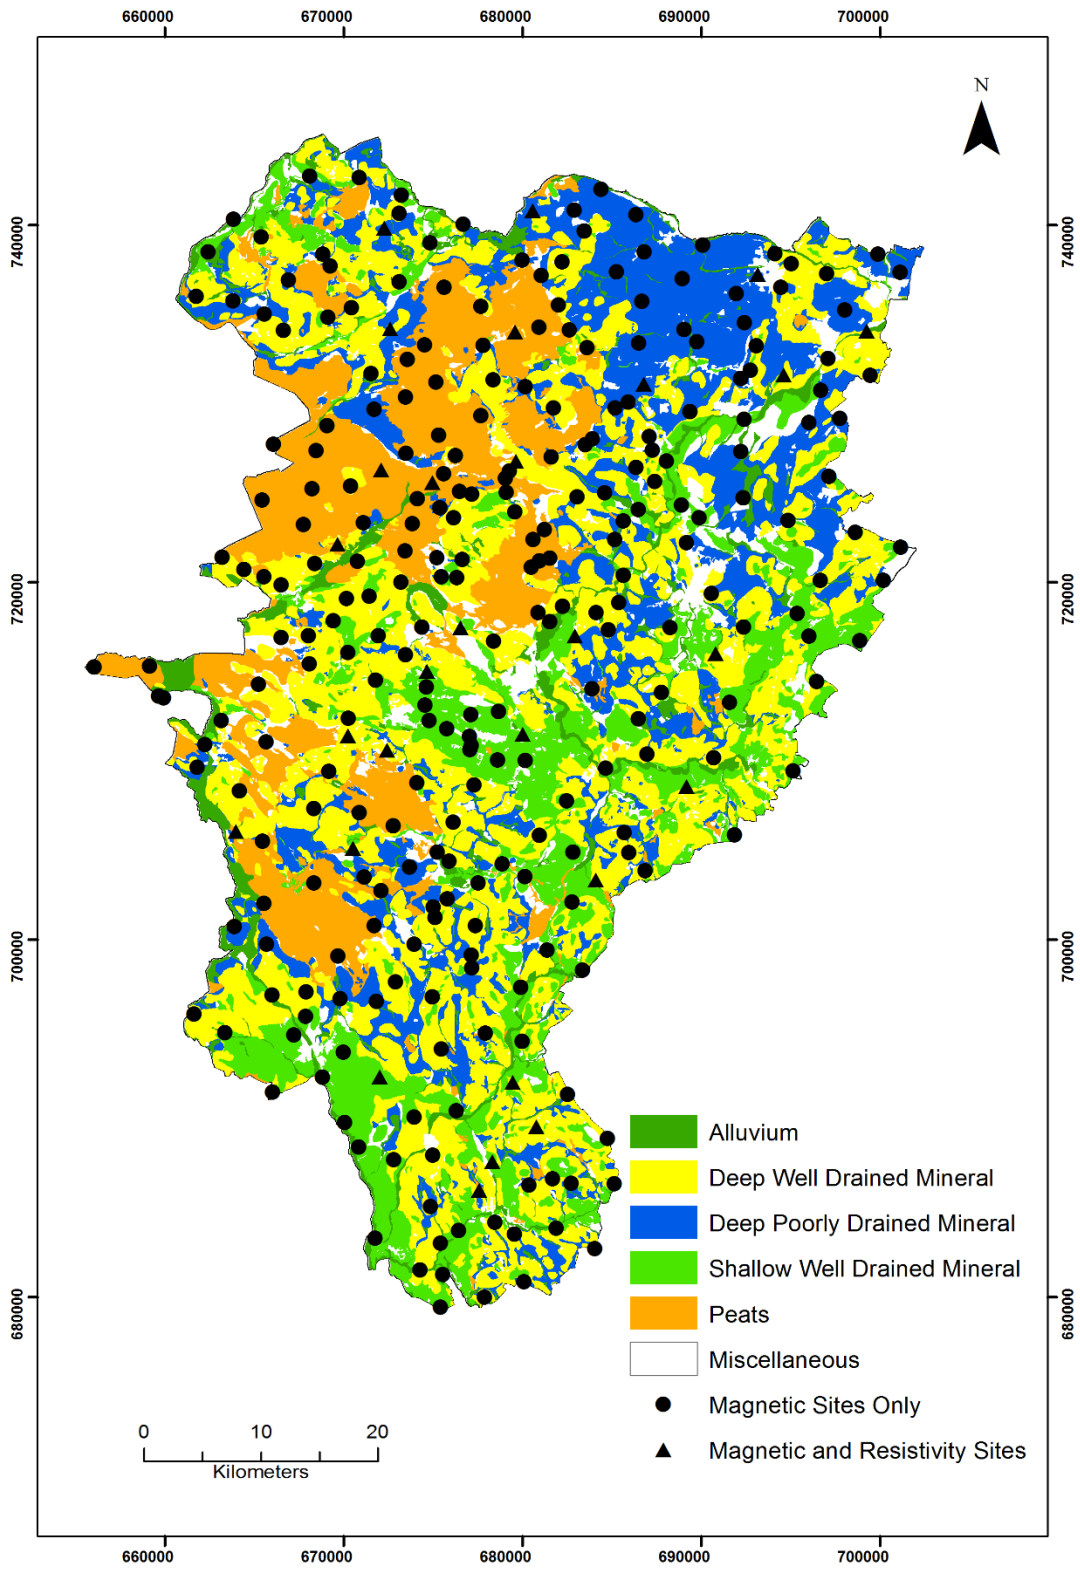 660000 670000 680000 690000 700000
N
740000 740000
720000 720000
700000 700000
680000 680000
Alluvium
Deep Well Drained Mineral
Deep Poorly Drained Mineral
Shallow Well Drained Mineral
Peats
Miscellaneous
Magnetic Sites Only
Magnetic and Resistivity Sites
0 10 20
Kilometers
660000 670000 680000 690000 700000